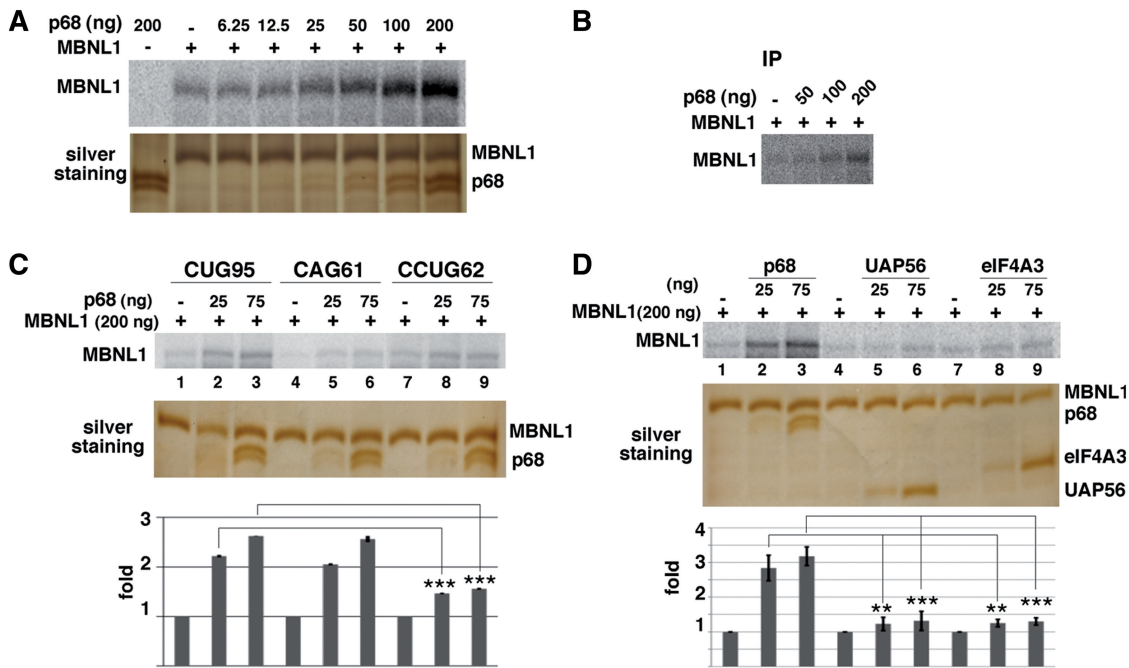 A
p68 (ng) 200 - 6.25 12.5 25 50 100 200
MBNL1 - + + + + + + +
MBNL1
silver staining
MBNL1
p68
B
IP
p68 (ng) - 50 100 200
MBNL1 + + + +
MBNL1
C
CUG95 CAG61 CCUG62
p68 (ng) - 25 75 - 25 75 - 25 75
MBNL1 (200 ng) + + + + + + + + +
MBNL1
1 2 3 4 5 6 7 8 9
silver staining
MBNL1
p68
fold
3
2
1
*** ***
D
p68 UAP56 eIF4A3
(ng) - 25 75 - 25 75 - 25 75
MBNL1(200 ng) + + + + + + + + +
MBNL1
1 2 3 4 5 6 7 8 9
silver staining
MBNL1
p68
eIF4A3
UAP56
fold
4
3
2
1
** *** ** ***